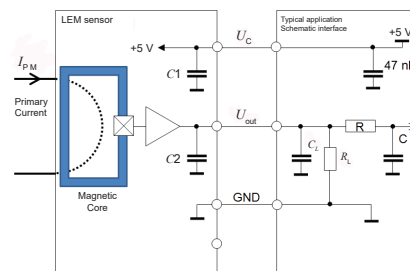 LEM sensor
Typical application
Schematic interface
+5 V
U_C
+5 V
I_PM
C1
47 n
Primary
Current
U_out
R
C2
C_L
R_L
C
GND
Magnetic
Core